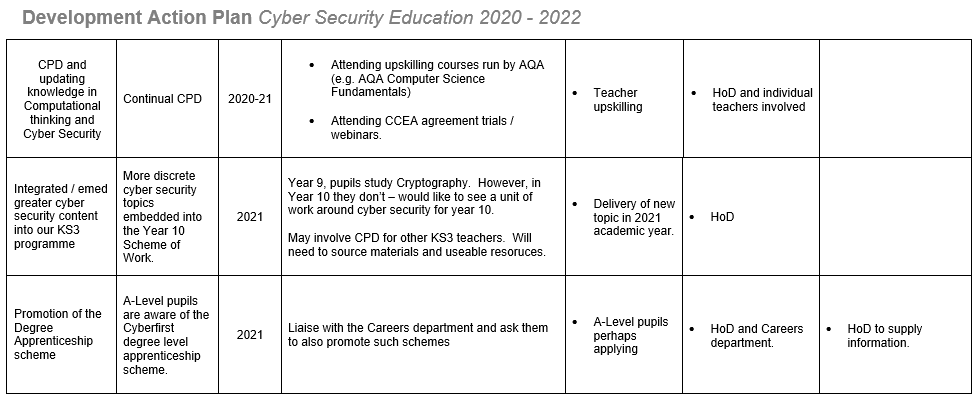 Development Action Plan Cyber Security Education 2020 - 2022
CPD and
updating
knowledge in
Computational
thinking and
Cyber Security
Continual CPD
2020-21
• Attending upskilling courses run by AQA
(e.g. AQA Computer Science
Fundamentals)
• Attending CCEA agreement trials /
webinars.
• Teacher
upskilling
• HoD and individual
teachers involved
Integrated / emed
greater cyber
security content
into our KS3
programme
More discrete
cyber security
topics
embedded into
the Year 10
Scheme of
Work.
2021
Year 9, pupils study Cryptography. However, in
Year 10 they don’t – would like to see a unit of
work around cyber security for year 10.
May involve CPD for other KS3 teachers. Will
need to source materials and useable resoruces.
• Delivery of new
topic in 2021
academic year.
• HoD
Promotion of the
Degree
Apprenticeship
scheme
A-Level pupils
are aware of the
Cyberfirst
degree level
apprenticeship
scheme.
2021
Liaise with the Careers department and ask them
to also promote such schemes
• A-Level pupils
perhaps
applying
• HoD and Careers
department.
• HoD to supply
information.